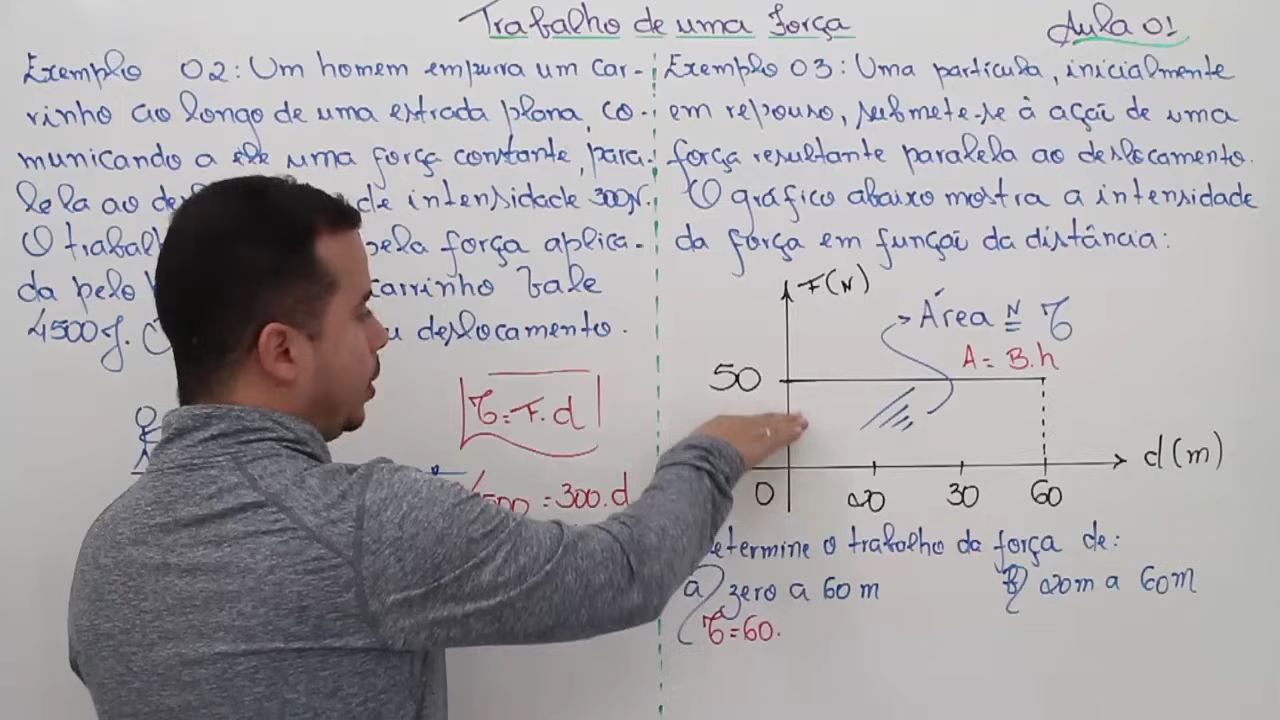 Trabalho de uma força
Aula 01
Exemplo 02: Um homem empurra um car-
rinho ao longo de uma estrada plana, co-
municando a ele uma força constante, para-
lela ao de intensidade 300N.
O trabal pela força aplica-
da pelo carrinho vale
4500J. deslocamento.
τ = F.d
= 300.d
Exemplo 03: Uma partícula, inicialmente
em repouso, submete-se à ação de uma
força resultante paralela ao deslocamento.
O gráfico abaixo mostra a intensidade
da força em função da distância:
F(N)
Área N= τ
A = B.h
50
d(m)
0 20 30 60
etermine o trabalho da força de:
a) zero a 60 m
b) 20m a 60m
τ = 60.